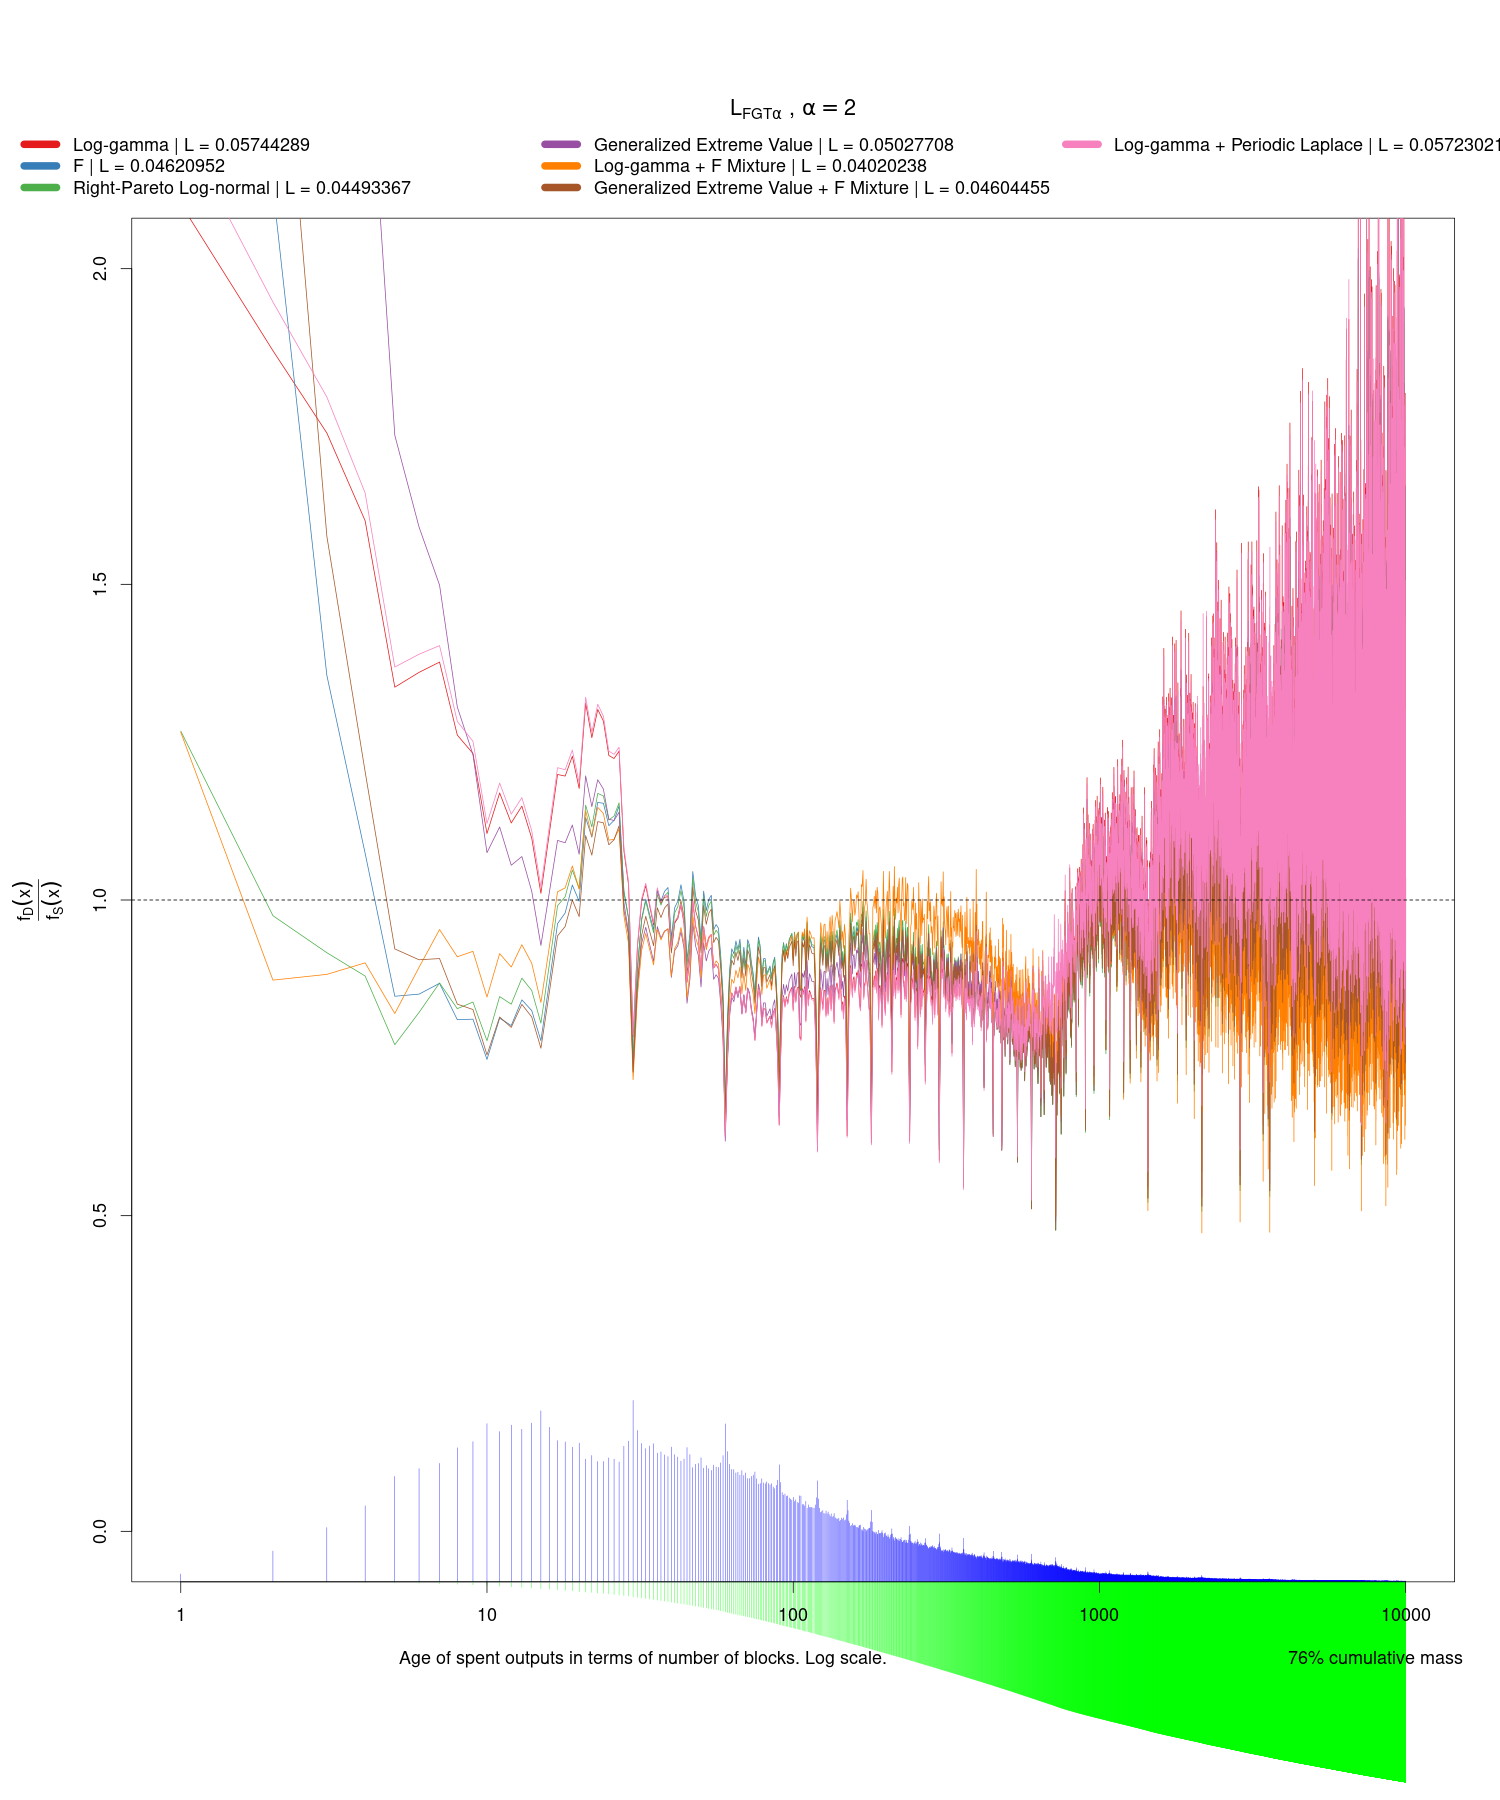 LFGTα , α = 2
Log-gamma | L = 0.05744289
F | L = 0.04620952
Right-Pareto Log-normal | L = 0.04493367
Generalized Extreme Value | L = 0.05027708
Log-gamma + F Mixture | L = 0.04020238
Generalized Extreme Value + F Mixture | L = 0.04604455
Log-gamma + Periodic Laplace | L = 0.05723021
2.0
1.5
1.0
0.5
0.0
fD(x)
fS(x)
1 10 100 1000 10000
Age of spent outputs in terms of number of blocks. Log scale.
76% cumulative mass